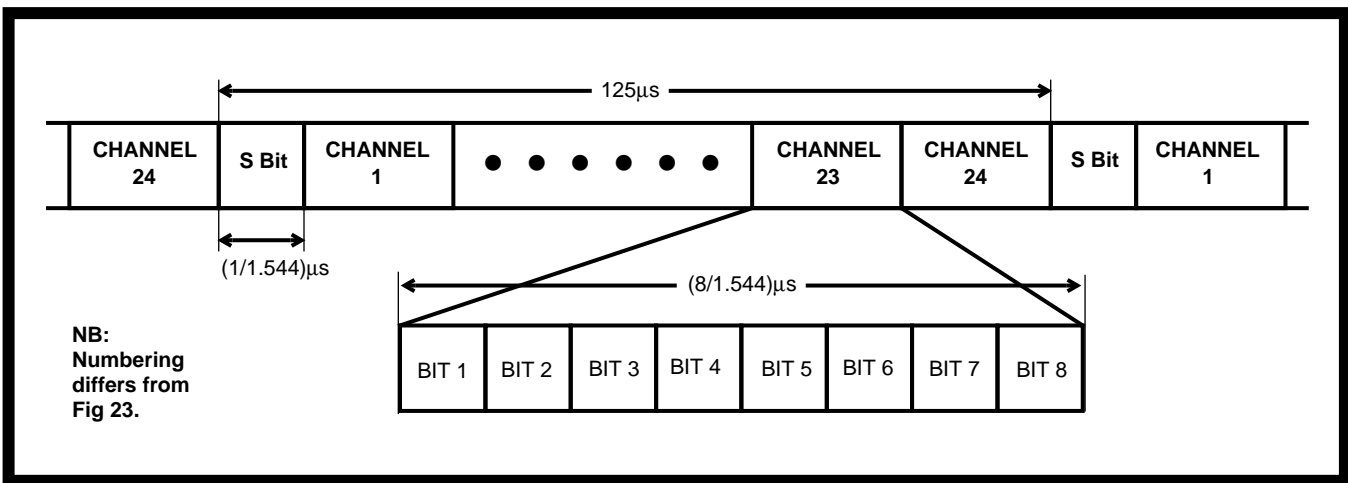 125μs
CHANNEL 24
S Bit
CHANNEL 1
CHANNEL 23
CHANNEL 24
S Bit
CHANNEL 1
(1/1.544)μs
(8/1.544)μs
NB:
Numbering
differs from
Fig 23.
BIT 1 BIT 2 BIT 3 BIT 4 BIT 5 BIT 6 BIT 7 BIT 8